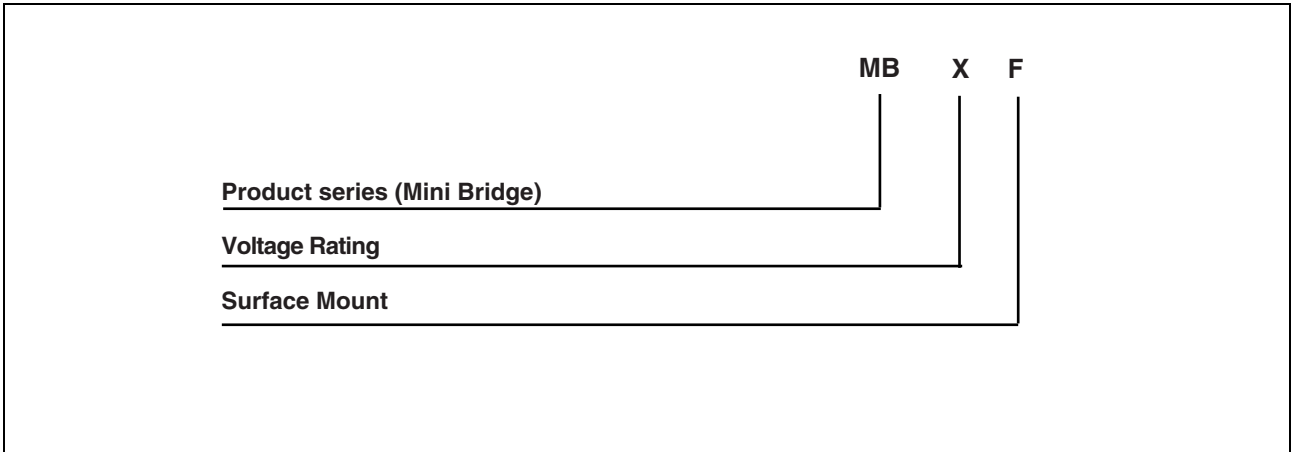 MB X F
Product series (Mini Bridge)
Voltage Rating
Surface Mount